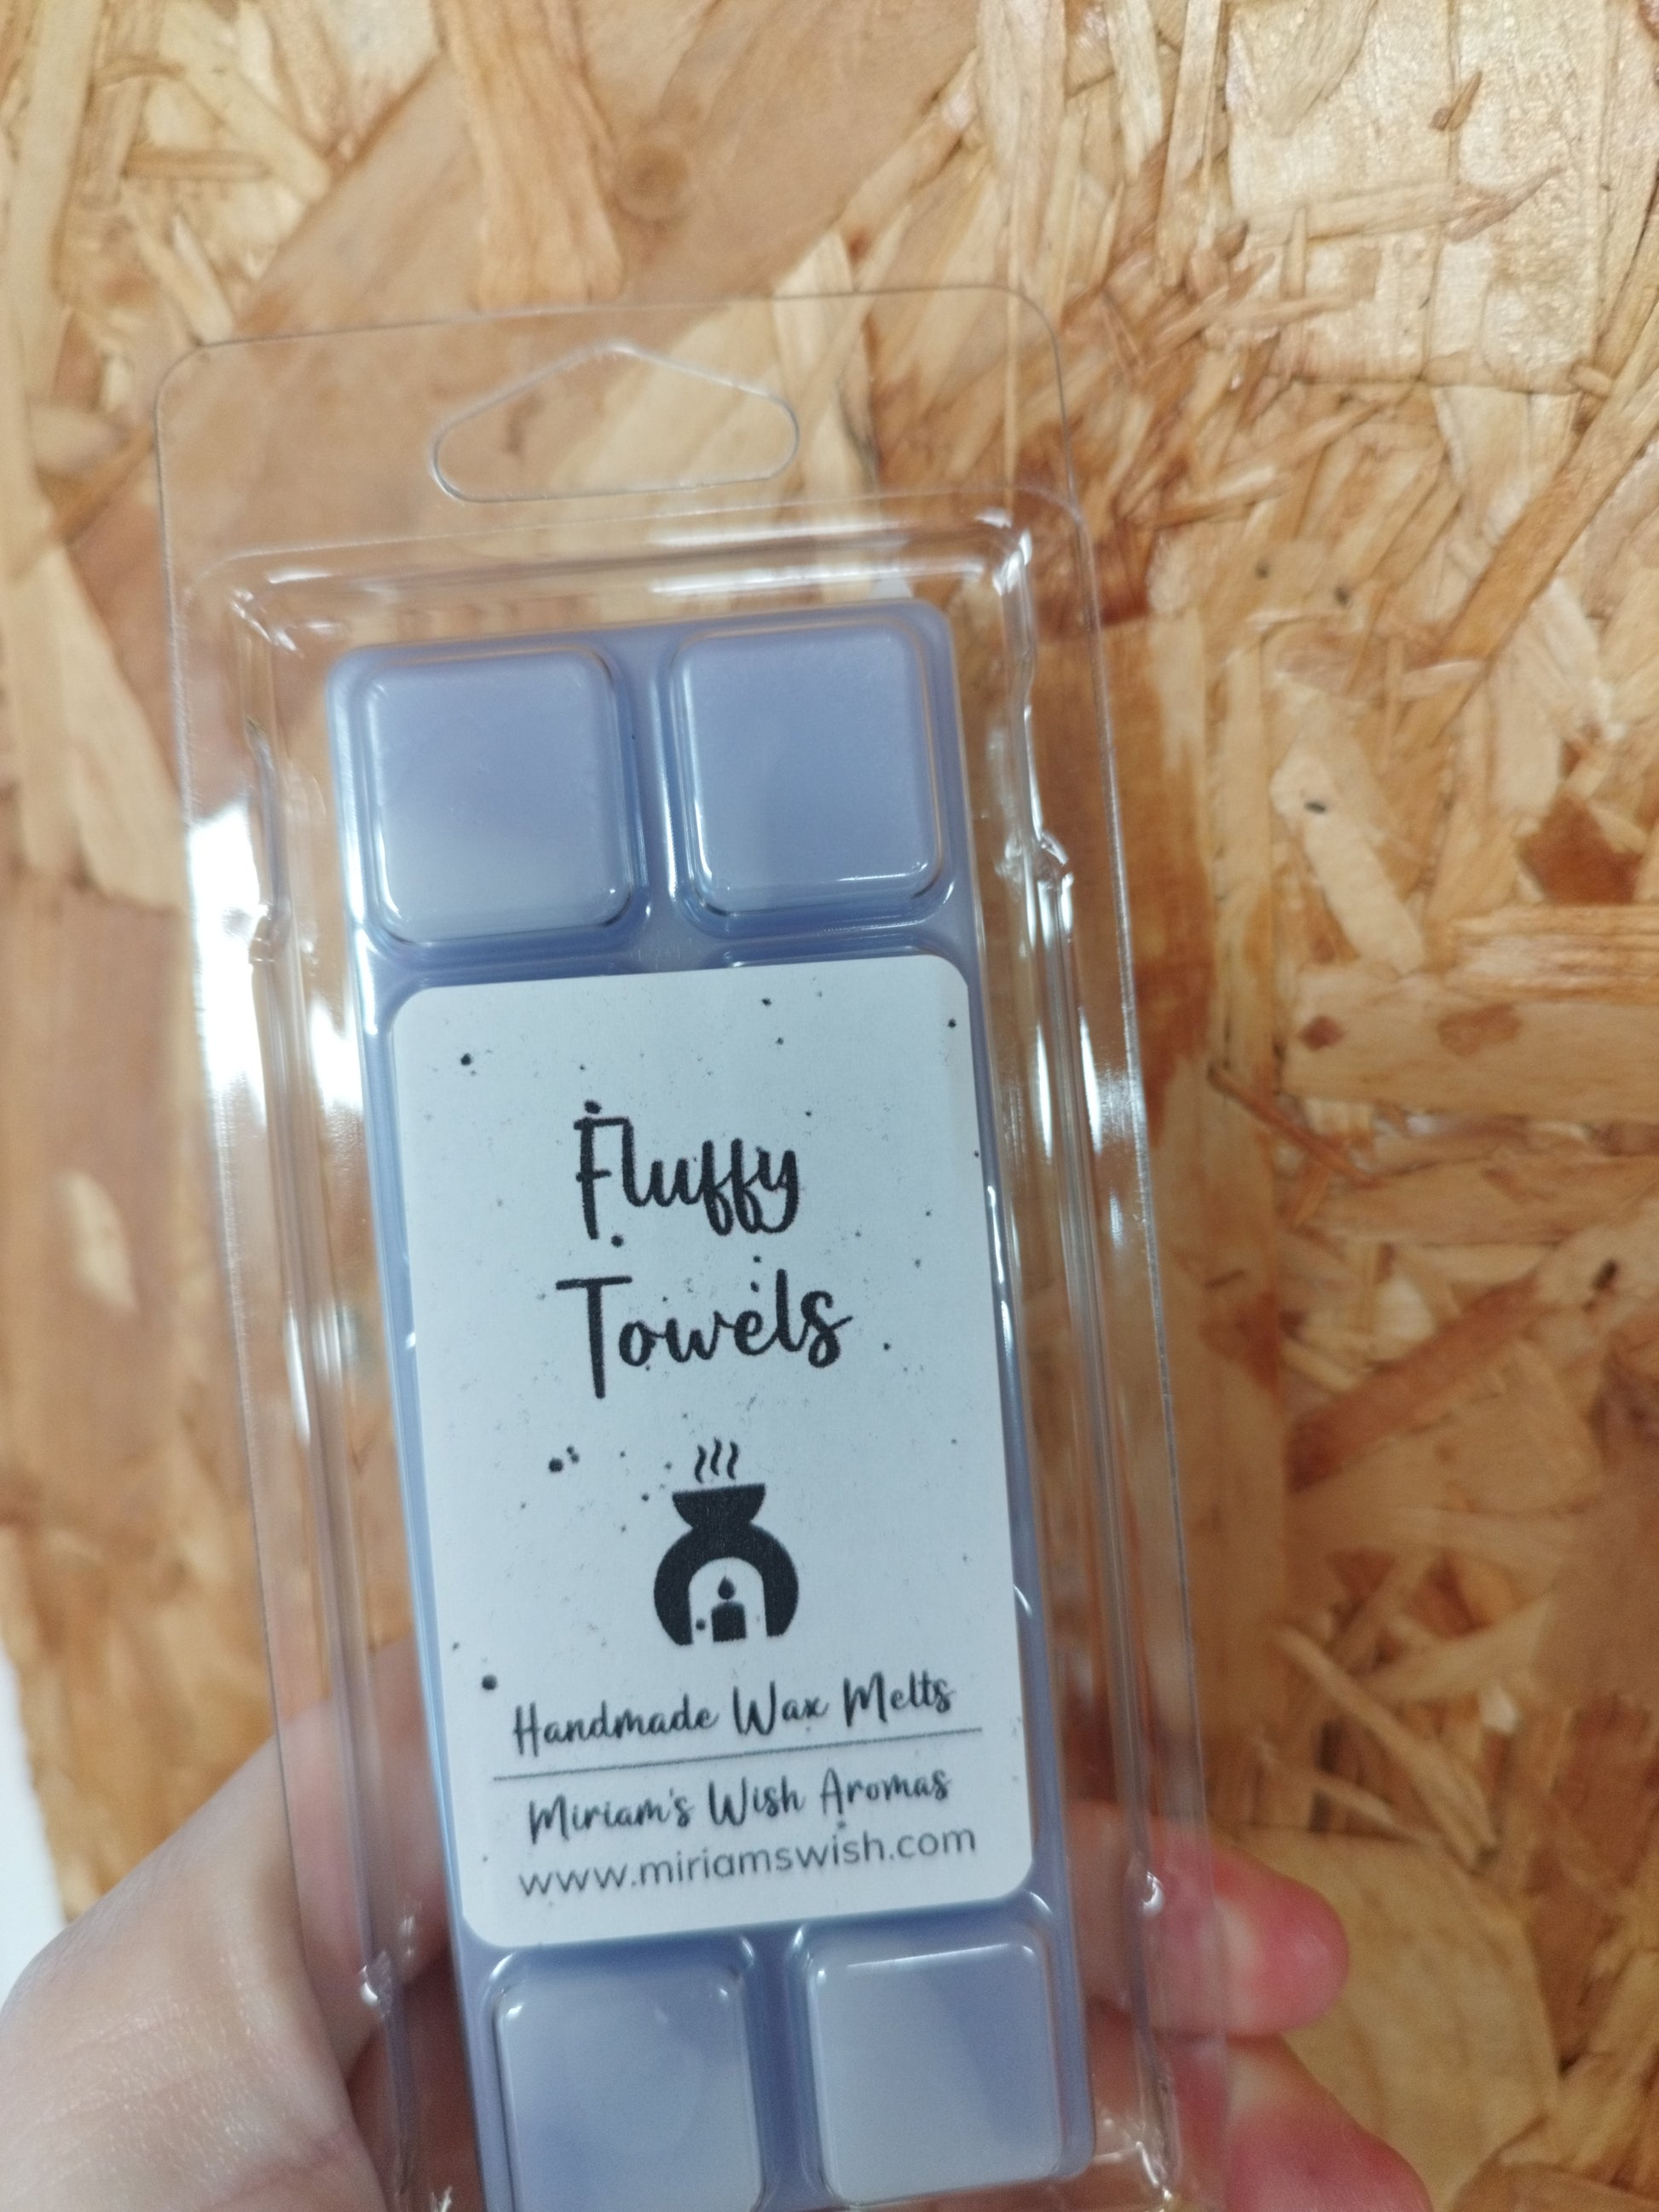 Fluffy
Towels
Handmade Wax Melts
Miriam's Wish Aromas
www.miriamswish.com